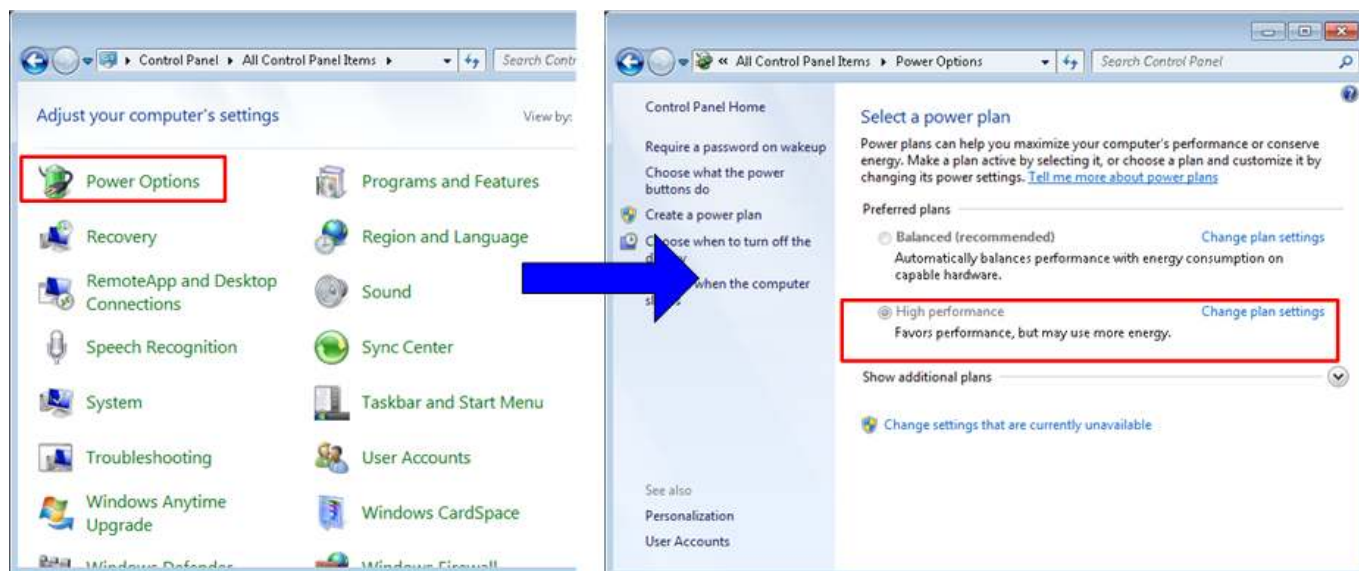 Control Panel ▸ All Control Panel Items ▸
Search Contr
Adjust your computer's settings
View by:
Power Options
Programs and Features
Recovery
Region and Language
RemoteApp and Desktop
Connections
Sound
Speech Recognition
Sync Center
System
Taskbar and Start Menu
Troubleshooting
User Accounts
Windows Anytime
Upgrade
Windows CardSpace
Windows Defender
Windows Firewall
« All Control Panel Items ▸ Power Options
Search Control Panel
Control Panel Home
Require a password on wakeup
Choose what the power
buttons do
Create a power plan
Choose when to turn off the
when the computer
See also
Personalization
User Accounts
Select a power plan
Power plans can help you maximize your computer's performance or conserve
energy. Make a plan active by selecting it, or choose a plan and customize it by
changing its power settings. Tell me more about power plans
Preferred plans
Balanced (recommended)
Change plan settings
Automatically balances performance with energy consumption on
capable hardware.
High performance
Change plan settings
Favors performance, but may use more energy.
Show additional plans
Change settings that are currently unavailable